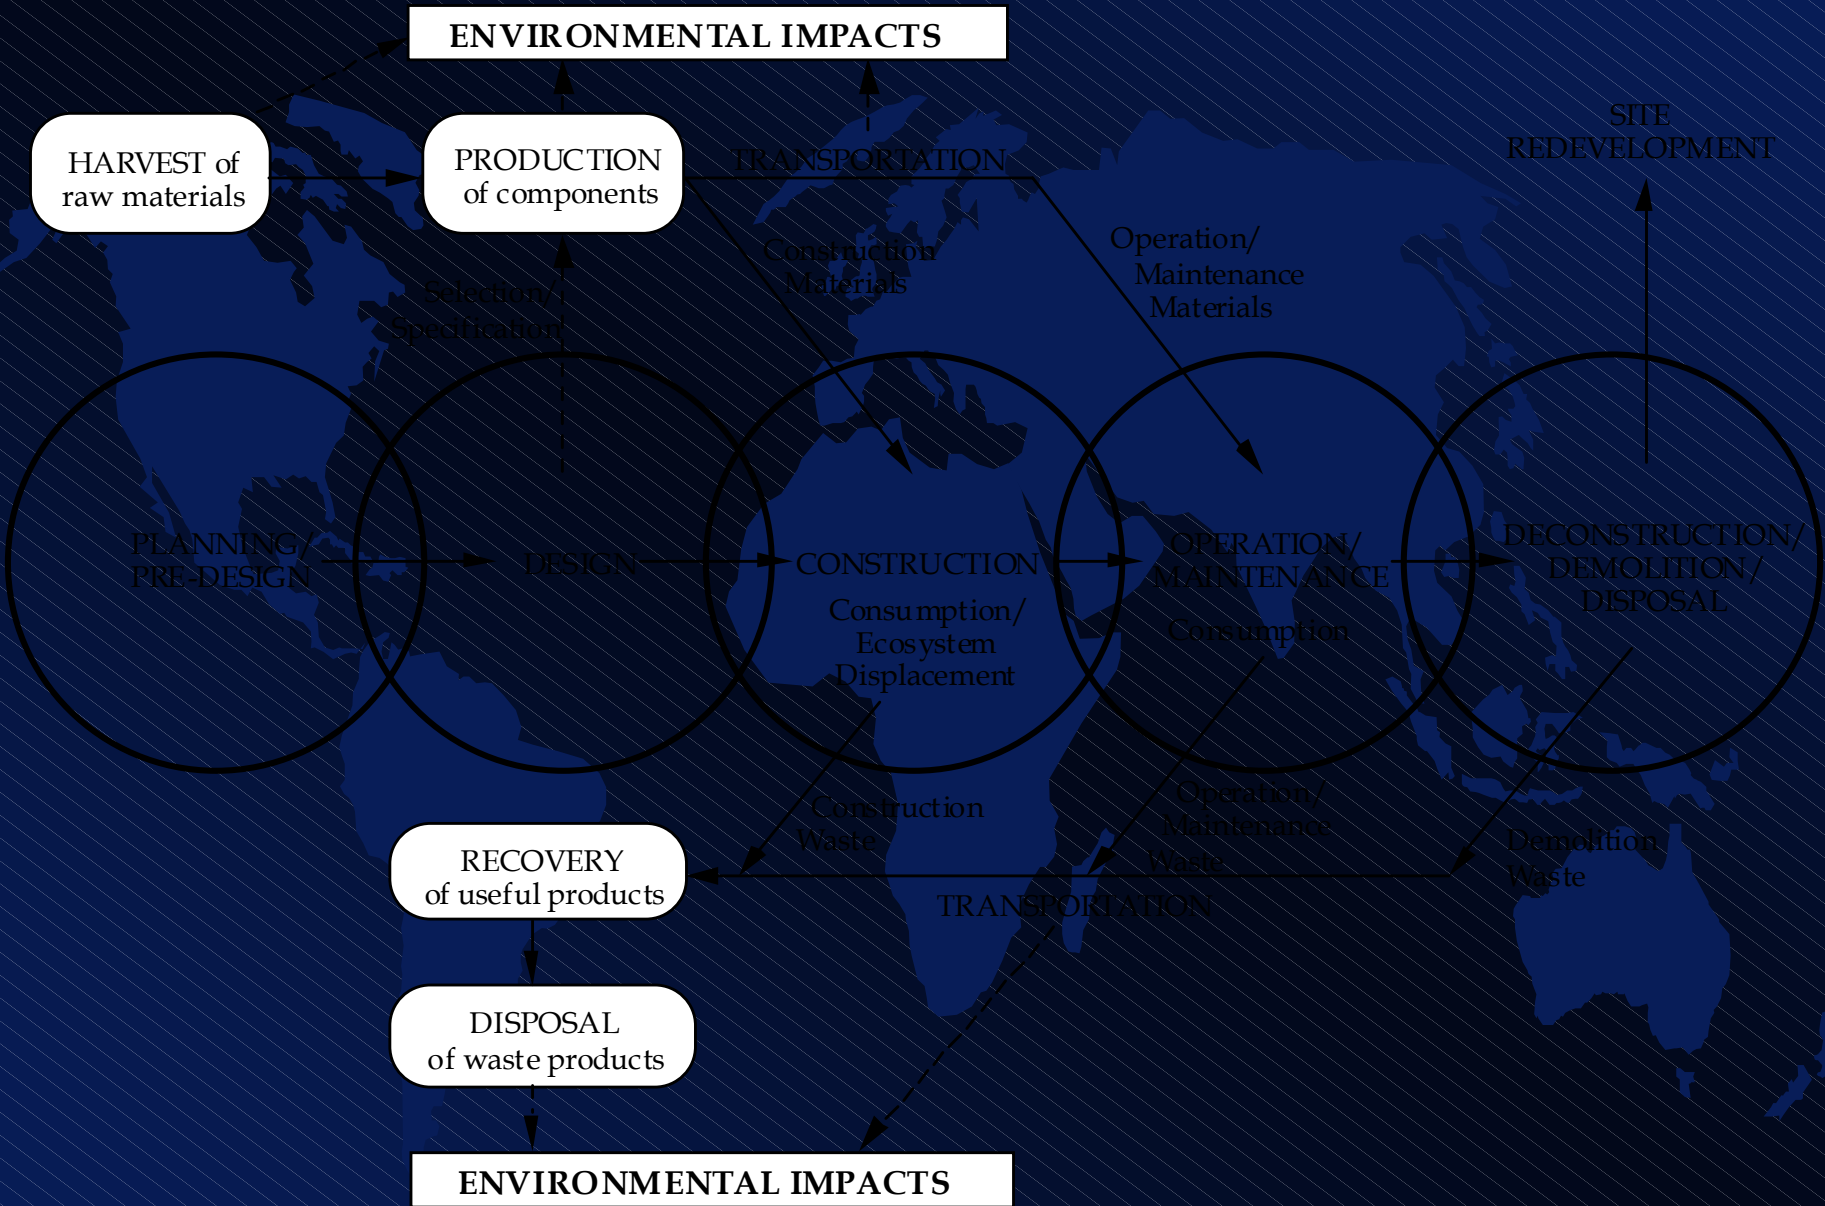 ENVIRONMENTAL IMPACTS
SITE
REDEVELOPMENT
HARVEST of
raw materials
PRODUCTION
of components
TRANSPORTATION
Construction
Materials
Operation/
Maintenance
Materials
Selection/
Specification
PLANNING/
PRE-DESIGN
DESIGN
CONSTRUCTION
Consumption/
Ecosystem
Displacement
OPERATION/
MAINTENANCE
Consumption
DECONSTRUCTION/
DEMOLITION/
DISPOSAL
Construction
Waste
Operation/
Maintenance
Waste
Demolition
Waste
RECOVERY
of useful products
TRANSPORTATION
DISPOSAL
of waste products
ENVIRONMENTAL IMPACTS